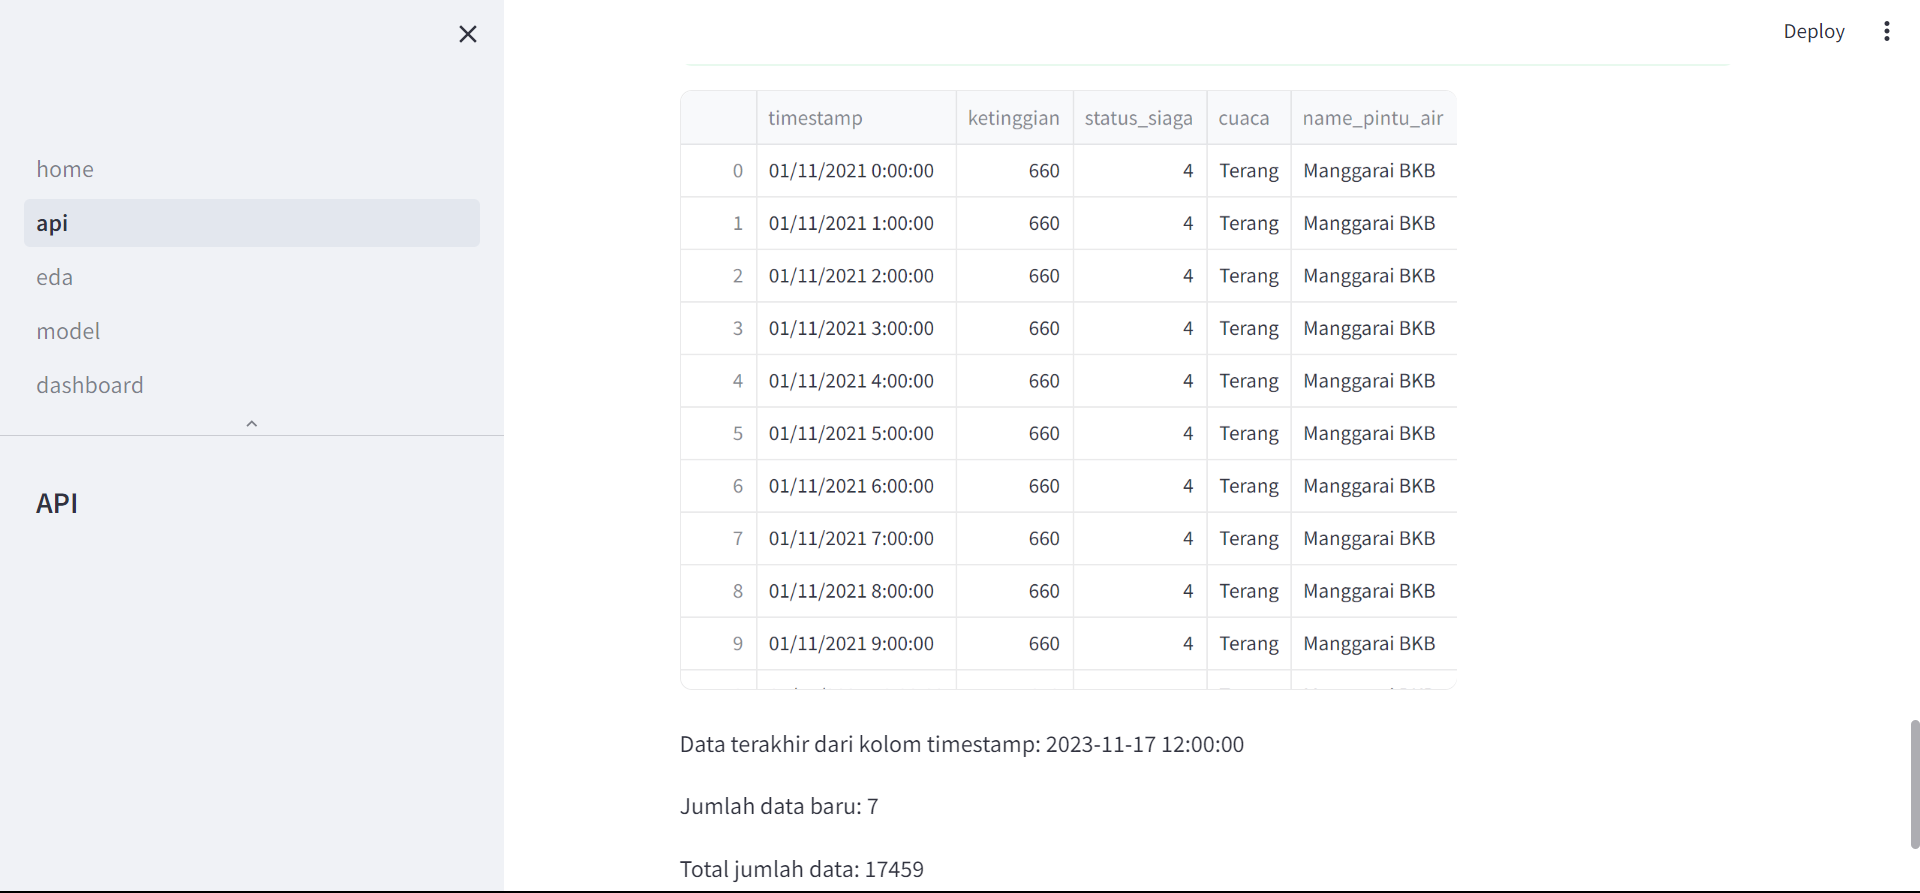 Deploy
home
api
eda
model
dashboard
API
timestamp ketinggian status_siaga cuaca name_pintu_air
0 01/11/2021 0:00:00 660 4 Terang Manggarai BKB
1 01/11/2021 1:00:00 660 4 Terang Manggarai BKB
2 01/11/2021 2:00:00 660 4 Terang Manggarai BKB
3 01/11/2021 3:00:00 660 4 Terang Manggarai BKB
4 01/11/2021 4:00:00 660 4 Terang Manggarai BKB
5 01/11/2021 5:00:00 660 4 Terang Manggarai BKB
6 01/11/2021 6:00:00 660 4 Terang Manggarai BKB
7 01/11/2021 7:00:00 660 4 Terang Manggarai BKB
8 01/11/2021 8:00:00 660 4 Terang Manggarai BKB
9 01/11/2021 9:00:00 660 4 Terang Manggarai BKB
Data terakhir dari kolom timestamp: 2023-11-17 12:00:00
Jumlah data baru: 7
Total jumlah data: 17459